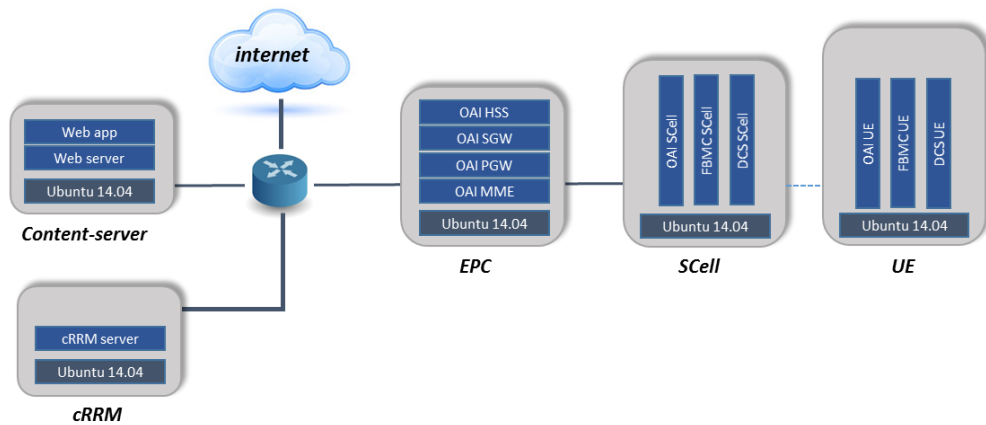 internet
Web app
Web server
Ubuntu 14.04
Content-server
cRRM server
Ubuntu 14.04
cRRM
OAI HSS
OAI SGW
OAI PGW
OAI MME
Ubuntu 14.04
EPC
OAI SCell
FBMC SCell
DCS SCell
Ubuntu 14.04
SCell
OAI UE
FBMC UE
DCS UE
Ubuntu 14.04
UE